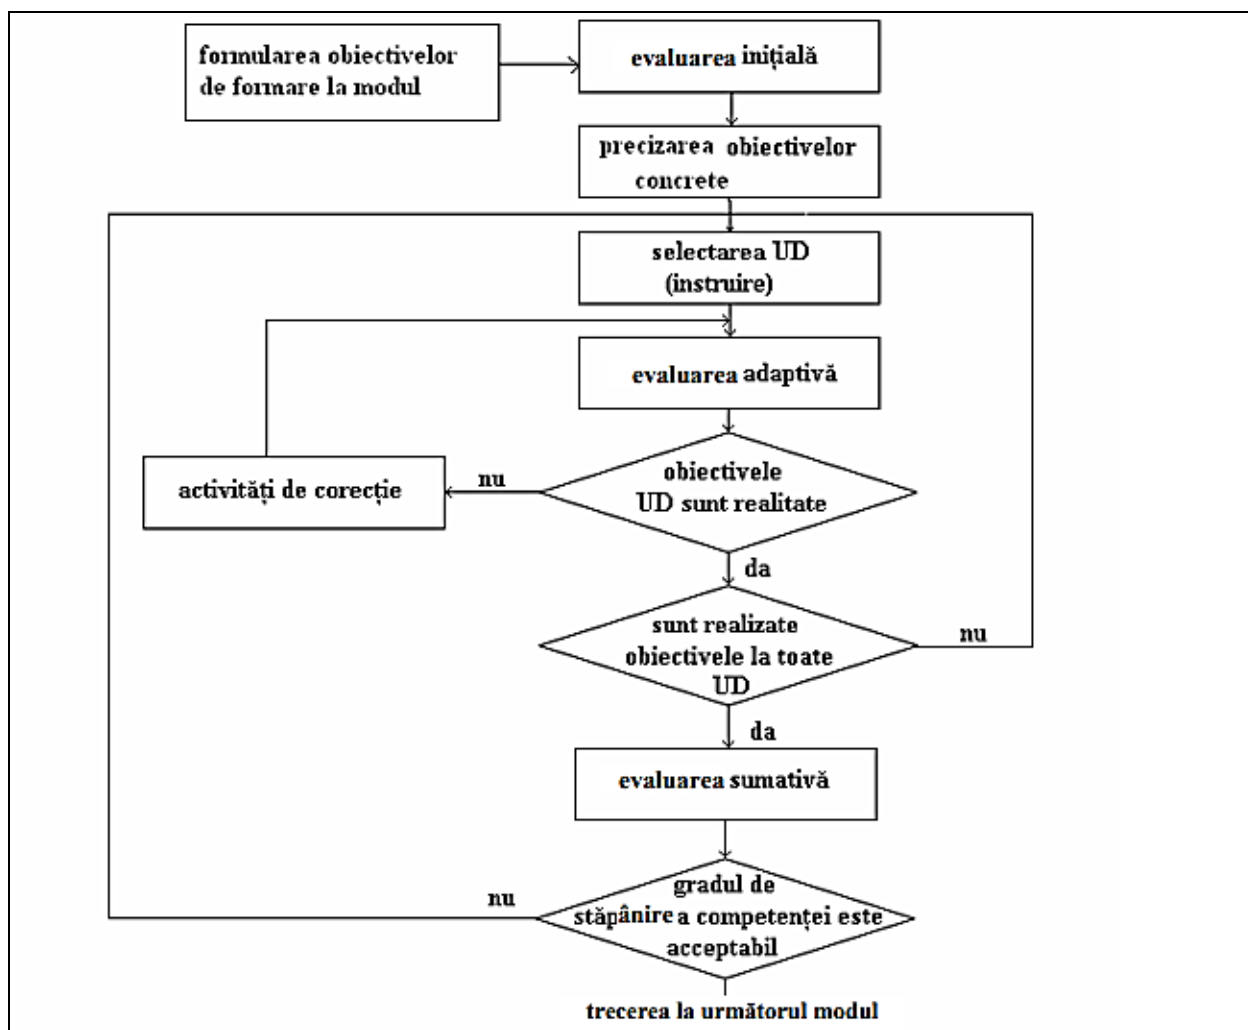 formularea obiectivelor
de formare la modul
evaluarea inițială
precizarea obiectivelor
concrete
selectarea UD
(instruire)
evaluarea adaptivă
obiectivele
UD sunt realitate
nu
activități de corecție
da
sunt realizate
obiectivele la toate
UD
nu
da
evaluarea sumativă
gradul de
stăpânire a competenței este
acceptabil
nu
trecerea la următorul modul